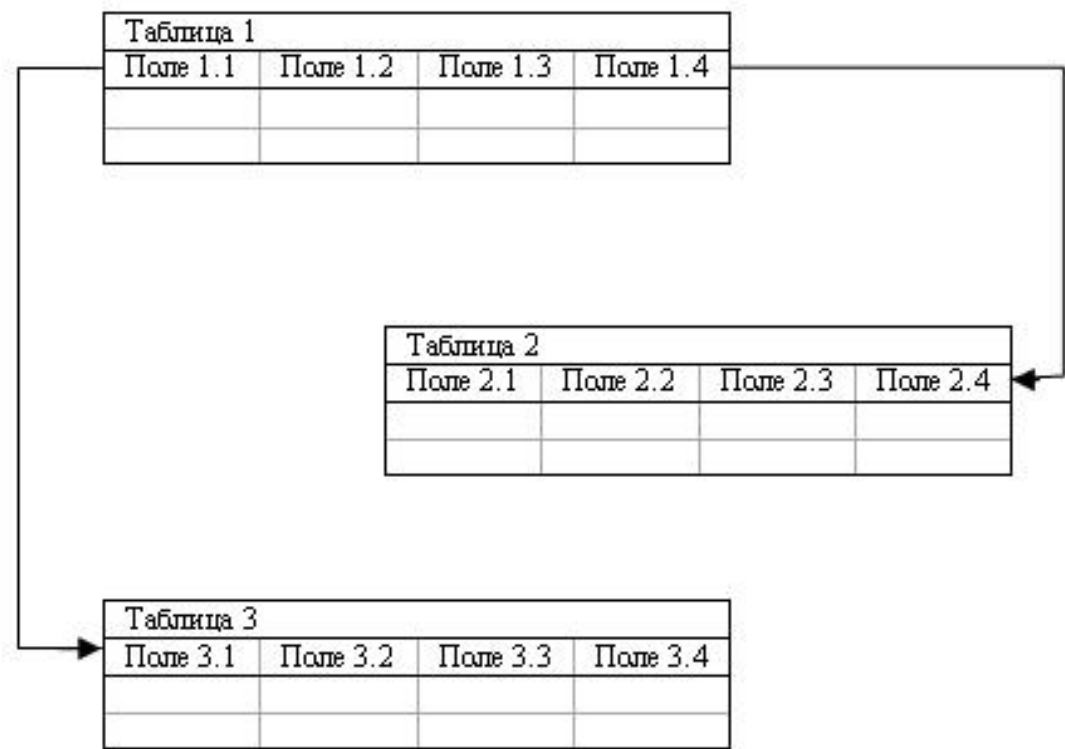 Таблица 1
Поле 1.1 Поле 1.2 Поле 1.3 Поле 1.4
Таблица 2
Поле 2.1 Поле 2.2 Поле 2.3 Поле 2.4
Таблица 3
Поле 3.1 Поле 3.2 Поле 3.3 Поле 3.4